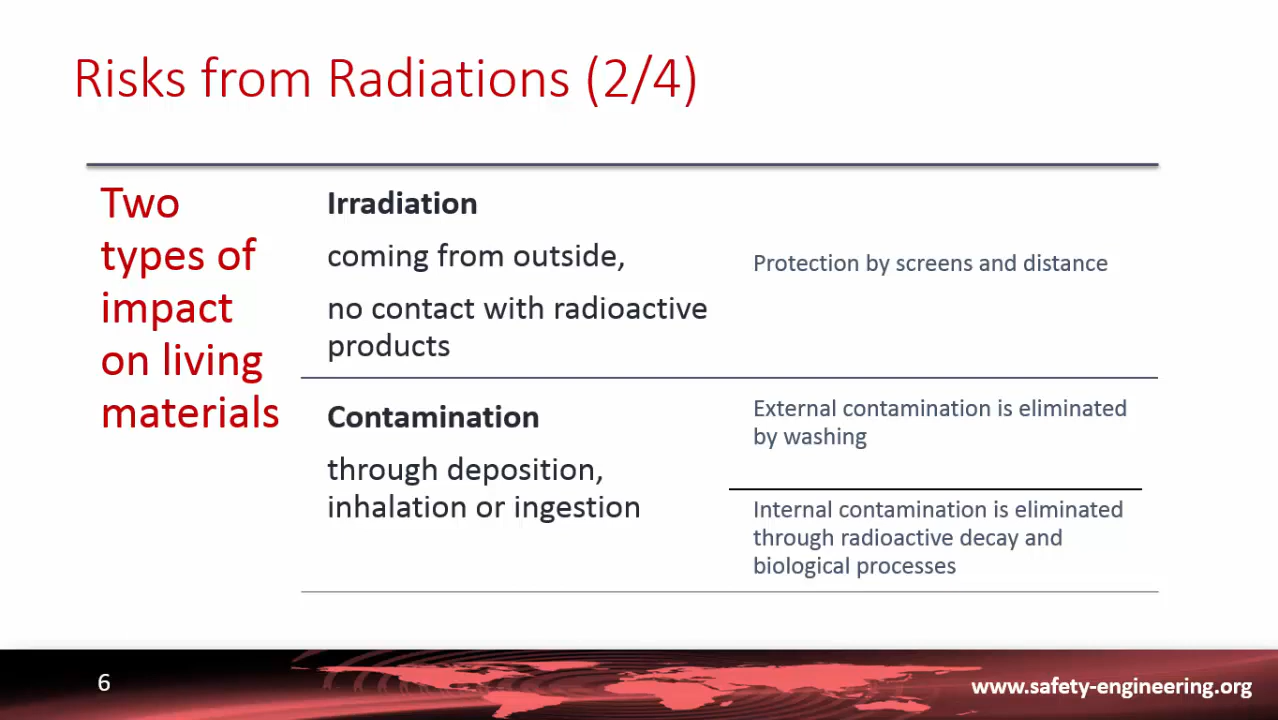 Risks from Radiations (2/4)
Two
types of
impact
on living
materials
Irradiation
coming from outside,
no contact with radioactive
products
Protection by screens and distance
Contamination
through deposition,
inhalation or ingestion
External contamination is eliminated
by washing
Internal contamination is eliminated
through radioactive decay and
biological processes
6
www.safety-engineering.org